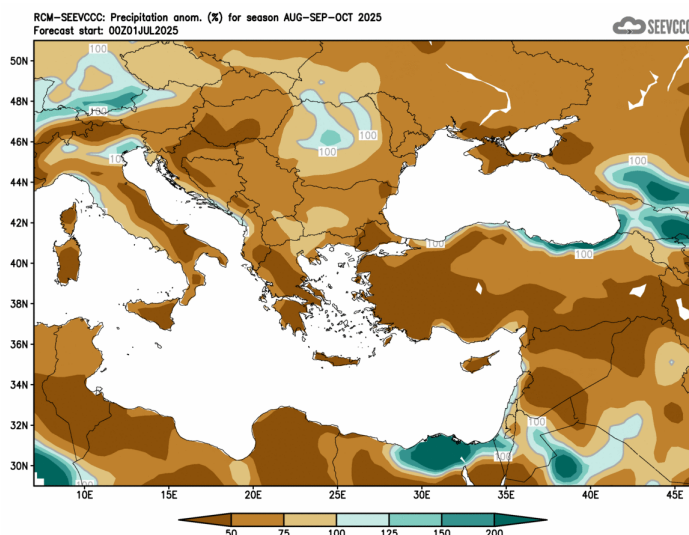 RCM-SEEVCCC: Precipitation anom. (%) for season AUG-SEP-OCT 2025
Forecast start: 00Z01JUL2025
SEEVCCC
50N
48N
46N
44N
42N
40N
38N
36N
34N
32N
30N
100
100
100
100
100
100
100
100
100
100
10E
15E
20E
25E
30E
35E
40E
45E
50
75
100
125
150
200